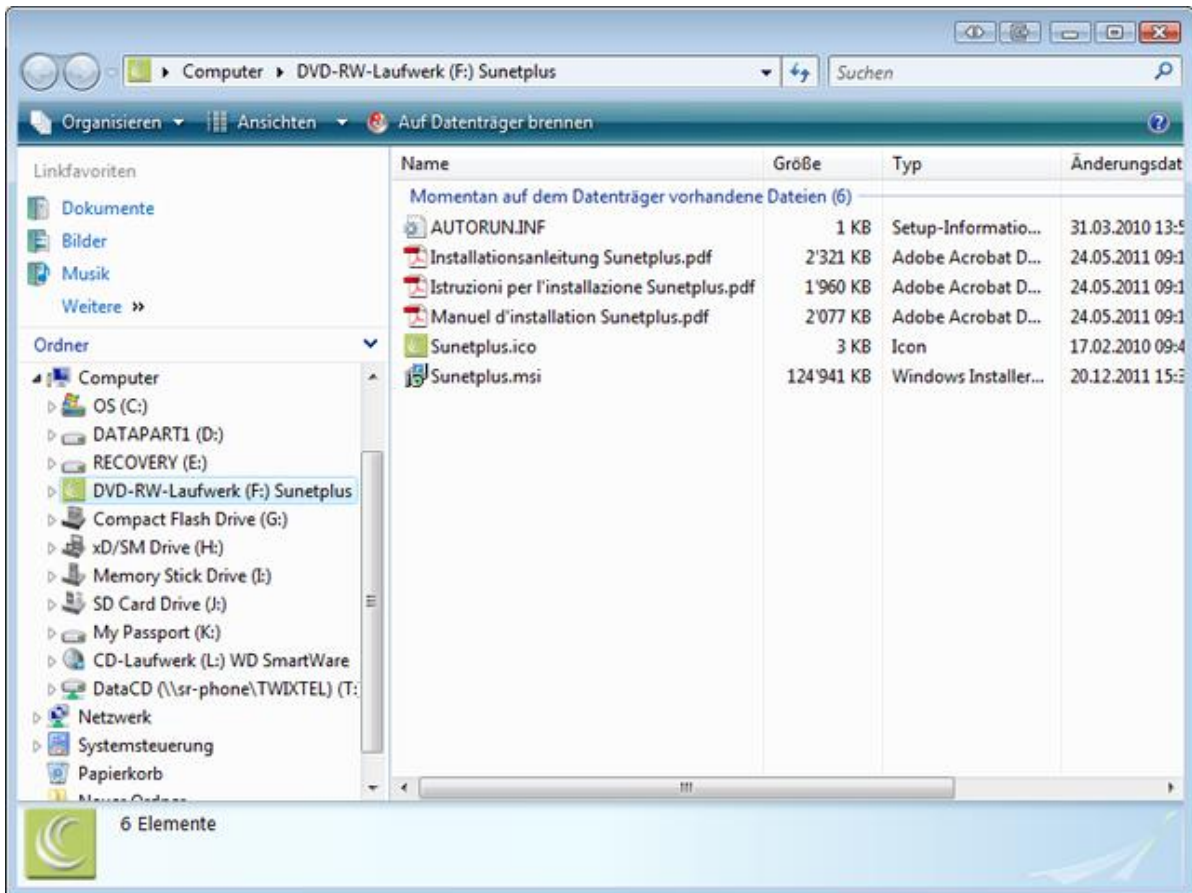 Computer ▸ DVD-RW-Laufwerk (F:) Sunetplus
Suchen
Organisieren Ansichten Auf Datenträger brennen
Linkfavoriten
Dokumente
Bilder
Musik
Weitere »
Ordner
Computer
OS (C:)
DATAPART1 (D:)
RECOVERY (E:)
DVD-RW-Laufwerk (F:) Sunetplus
Compact Flash Drive (G:)
xD/SM Drive (H:)
Memory Stick Drive (I:)
SD Card Drive (J:)
My Passport (K:)
CD-Laufwerk (L:) WD SmartWare
DataCD (\\sr-phone\TWIXTEL) (T:
Netzwerk
Systemsteuerung
Papierkorb
Name Größe Typ Änderungsdat
Momentan auf dem Datenträger vorhandene Dateien (6)
AUTORUN.INF 1 KB Setup-Informatio... 31.03.2010 13:5
Installationsanleitung Sunetplus.pdf 2'321 KB Adobe Acrobat D... 24.05.2011 09:1
Istruzioni per l'installazione Sunetplus.pdf 1'960 KB Adobe Acrobat D... 24.05.2011 09:1
Manuel d'installation Sunetplus.pdf 2'077 KB Adobe Acrobat D... 24.05.2011 09:1
Sunetplus.ico 3 KB Icon 17.02.2010 09:4
Sunetplus.msi 124'941 KB Windows Installer... 20.12.2011 15:3
6 Elemente